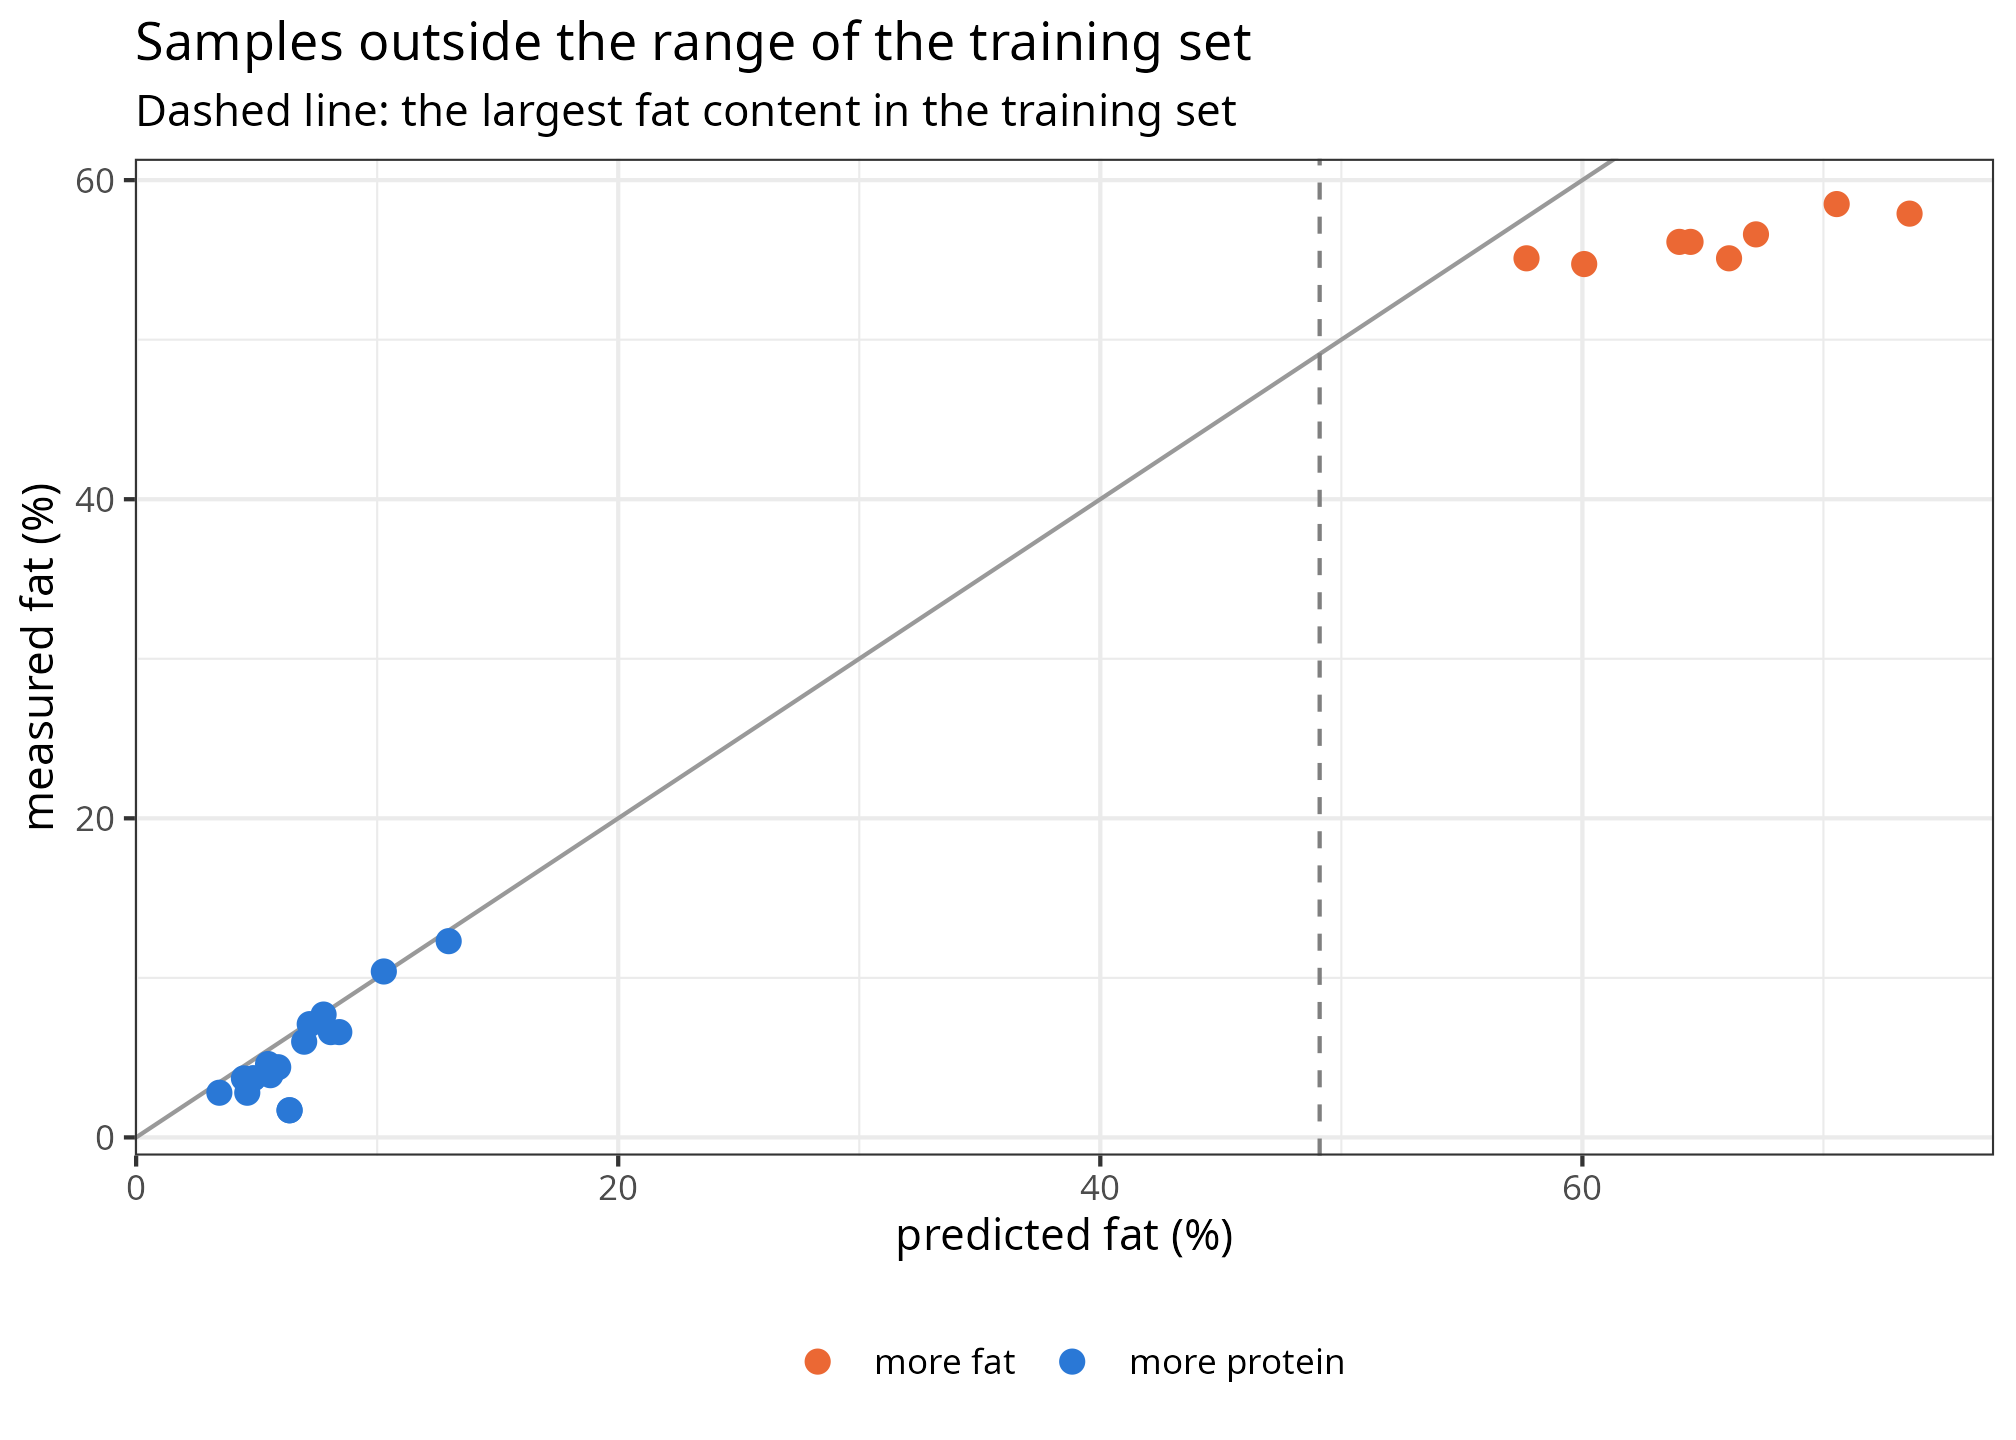 Samples outside the range of the training set
Dashed line: the largest fat content in the training set
measured fat (%)
60
40
20
0
0 20 40 60
predicted fat (%)
more fat more protein